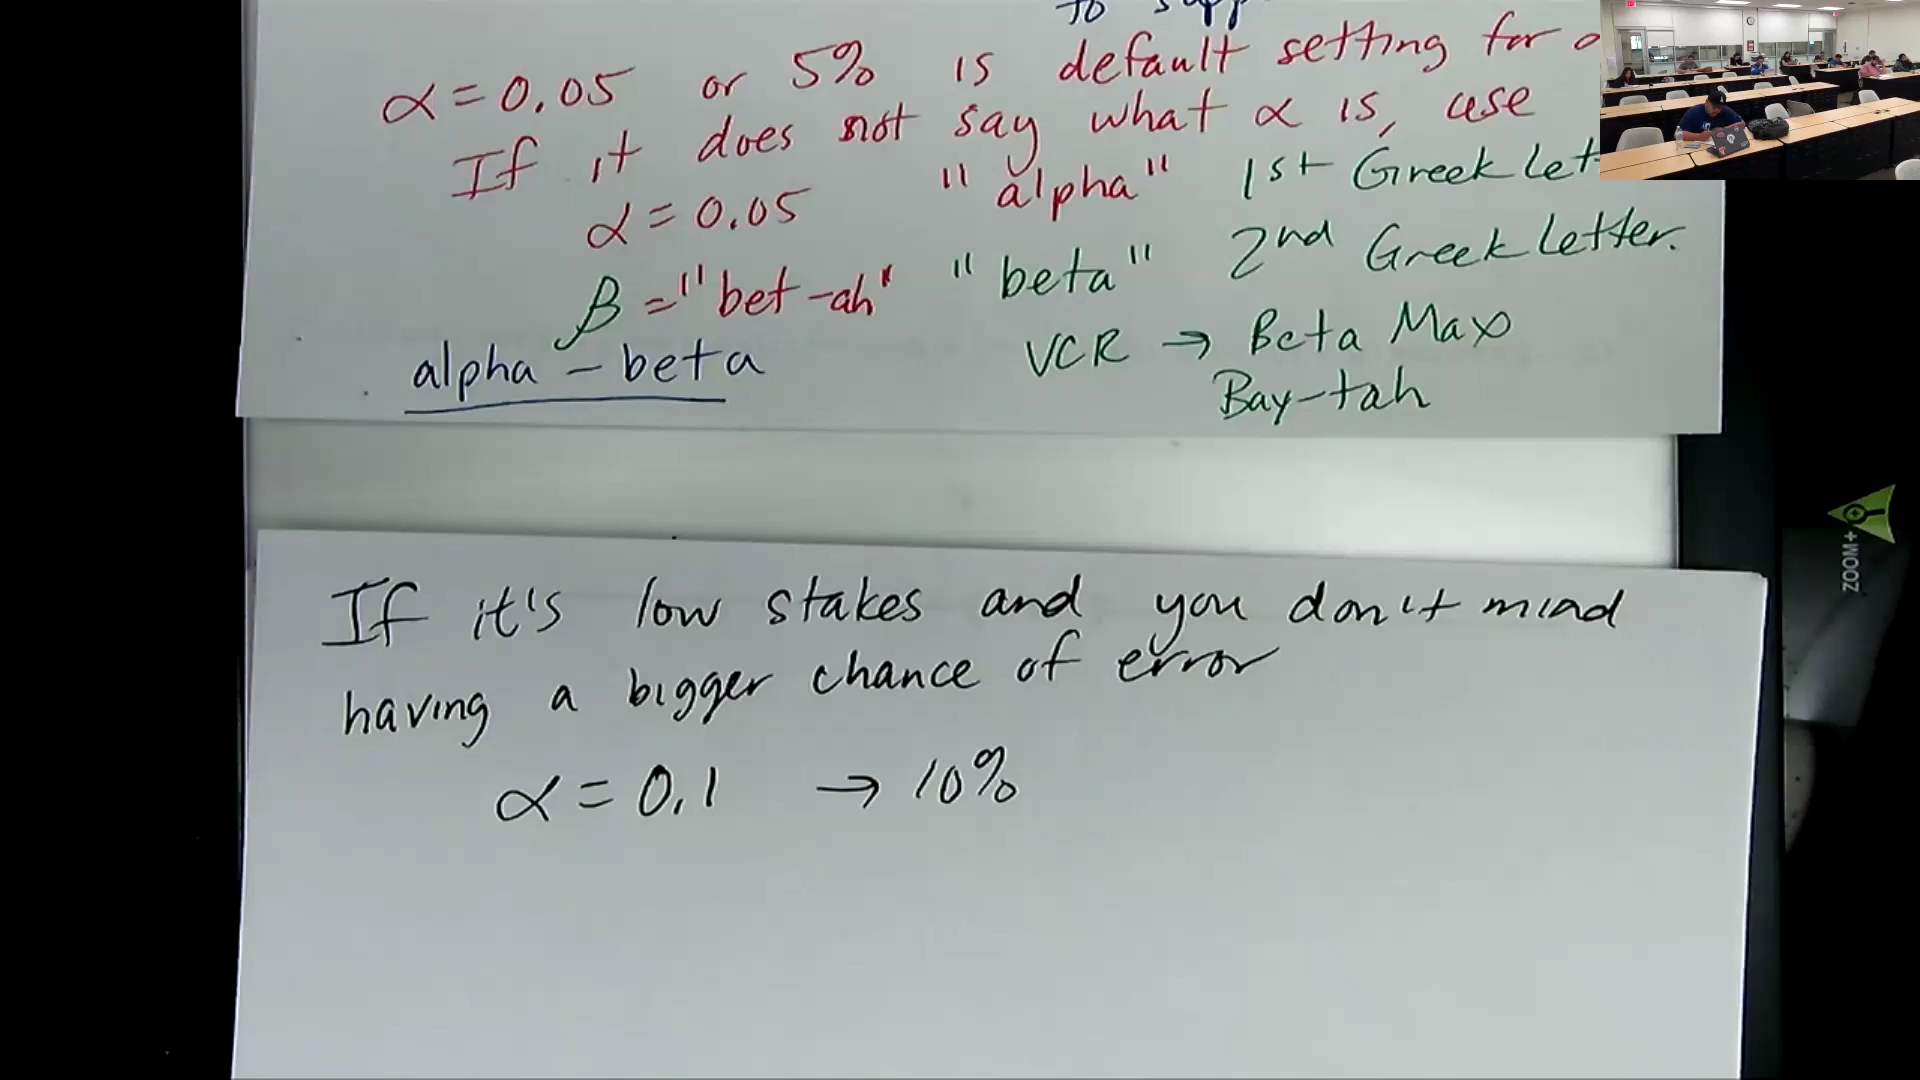 to supp
α = 0.05 or 5% is default setting for α
If it does not say what α is, use
α = 0.05 "alpha" 1st Greek Let
β = "bet-ah" "beta" 2nd Greek Letter.
alpha - beta VCR → Beta Max
Bay-tah
ZOOM+
If it's low stakes and you don't mind
having a bigger chance of error
α = 0.1 → 10%